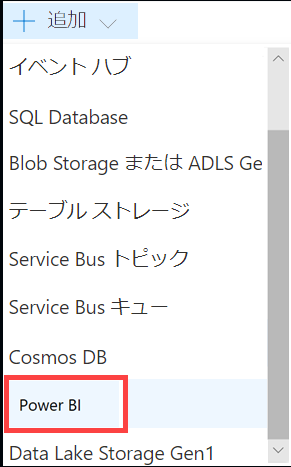 追加
イベント ハブ
SQL Database
Blob Storage または ADLS Ge
テーブル ストレージ
Service Bus トピック
Service Bus キュー
Cosmos DB
Power BI
Data Lake Storage Gen1